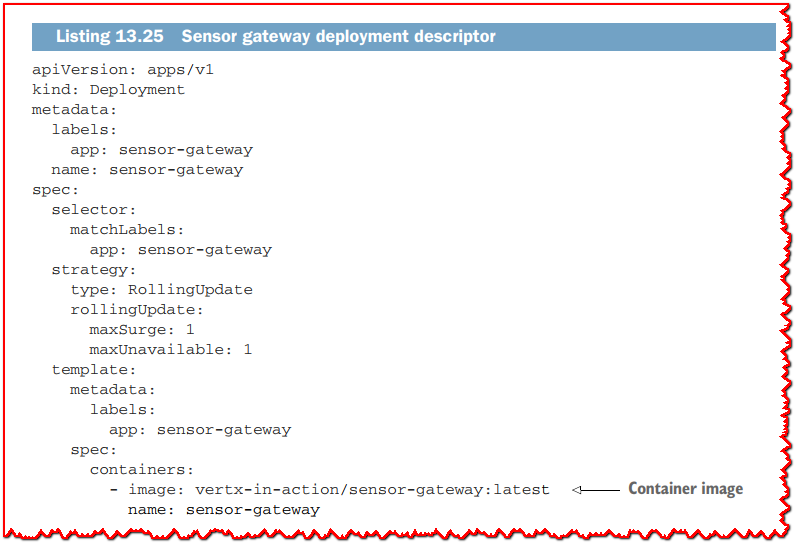 Listing 13.25 Sensor gateway deployment descriptor
apiVersion: apps/v1
kind: Deployment
metadata:
  labels:
    app: sensor-gateway
  name: sensor-gateway
spec:
  selector:
    matchLabels:
      app: sensor-gateway
  strategy:
    type: RollingUpdate
    rollingUpdate:
      maxSurge: 1
      maxUnavailable: 1
  template:
    metadata:
      labels:
        app: sensor-gateway
    spec:
      containers:
        - image: vertx-in-action/sensor-gateway:latest Container image
          name: sensor-gateway